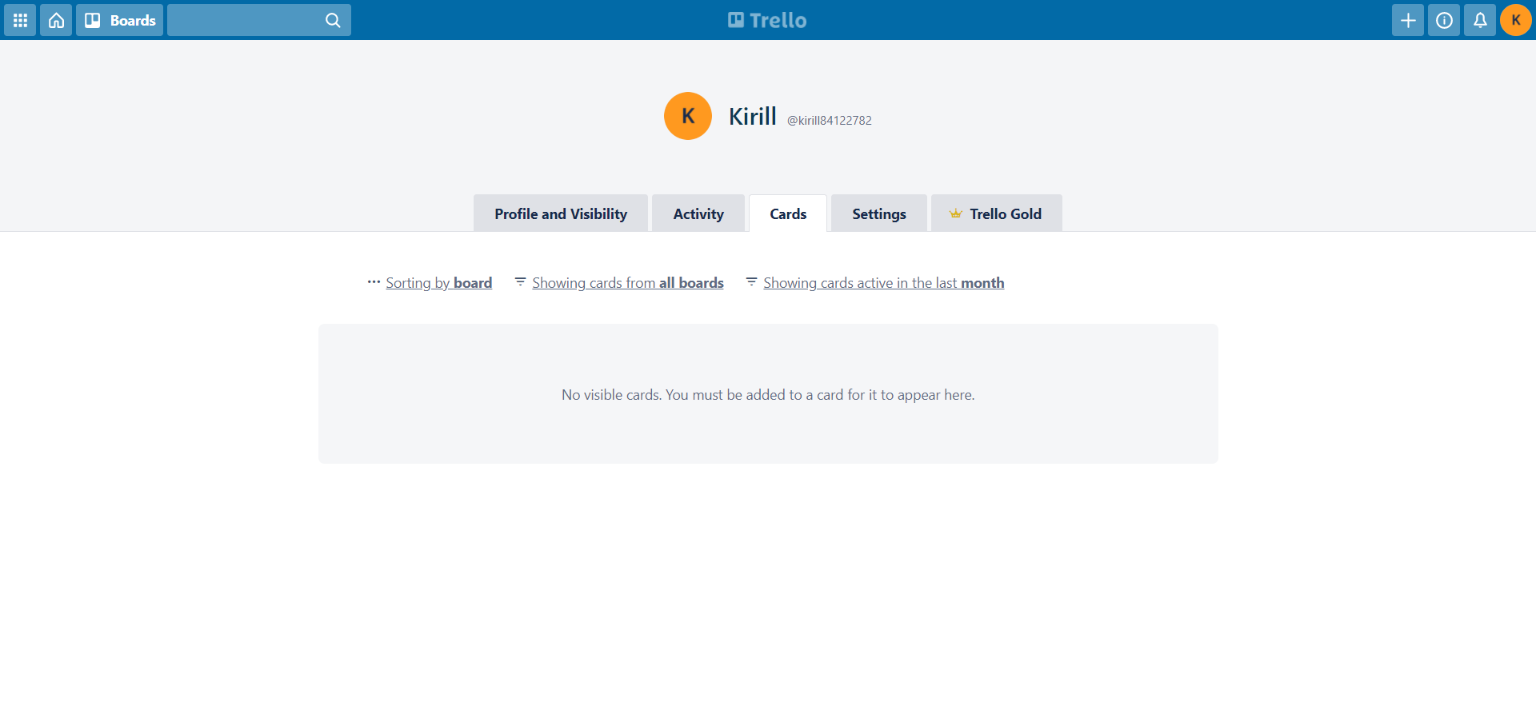 Boards
Trello
K
K
Kirill @kirill84122782
Profile and Visibility
Activity
Cards
Settings
Trello Gold
Sorting by board
Showing cards from all boards
Showing cards active in the last month
No visible cards. You must be added to a card for it to appear here.